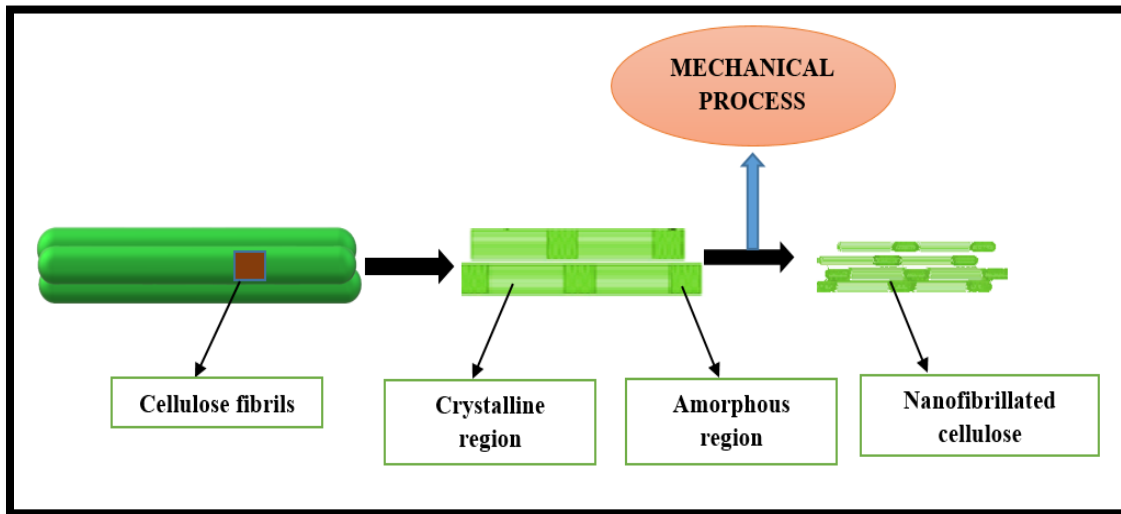 MECHANICAL
PROCESS
Cellulose fibrils
Crystalline
region
Amorphous
region
Nanofibrillated
cellulose